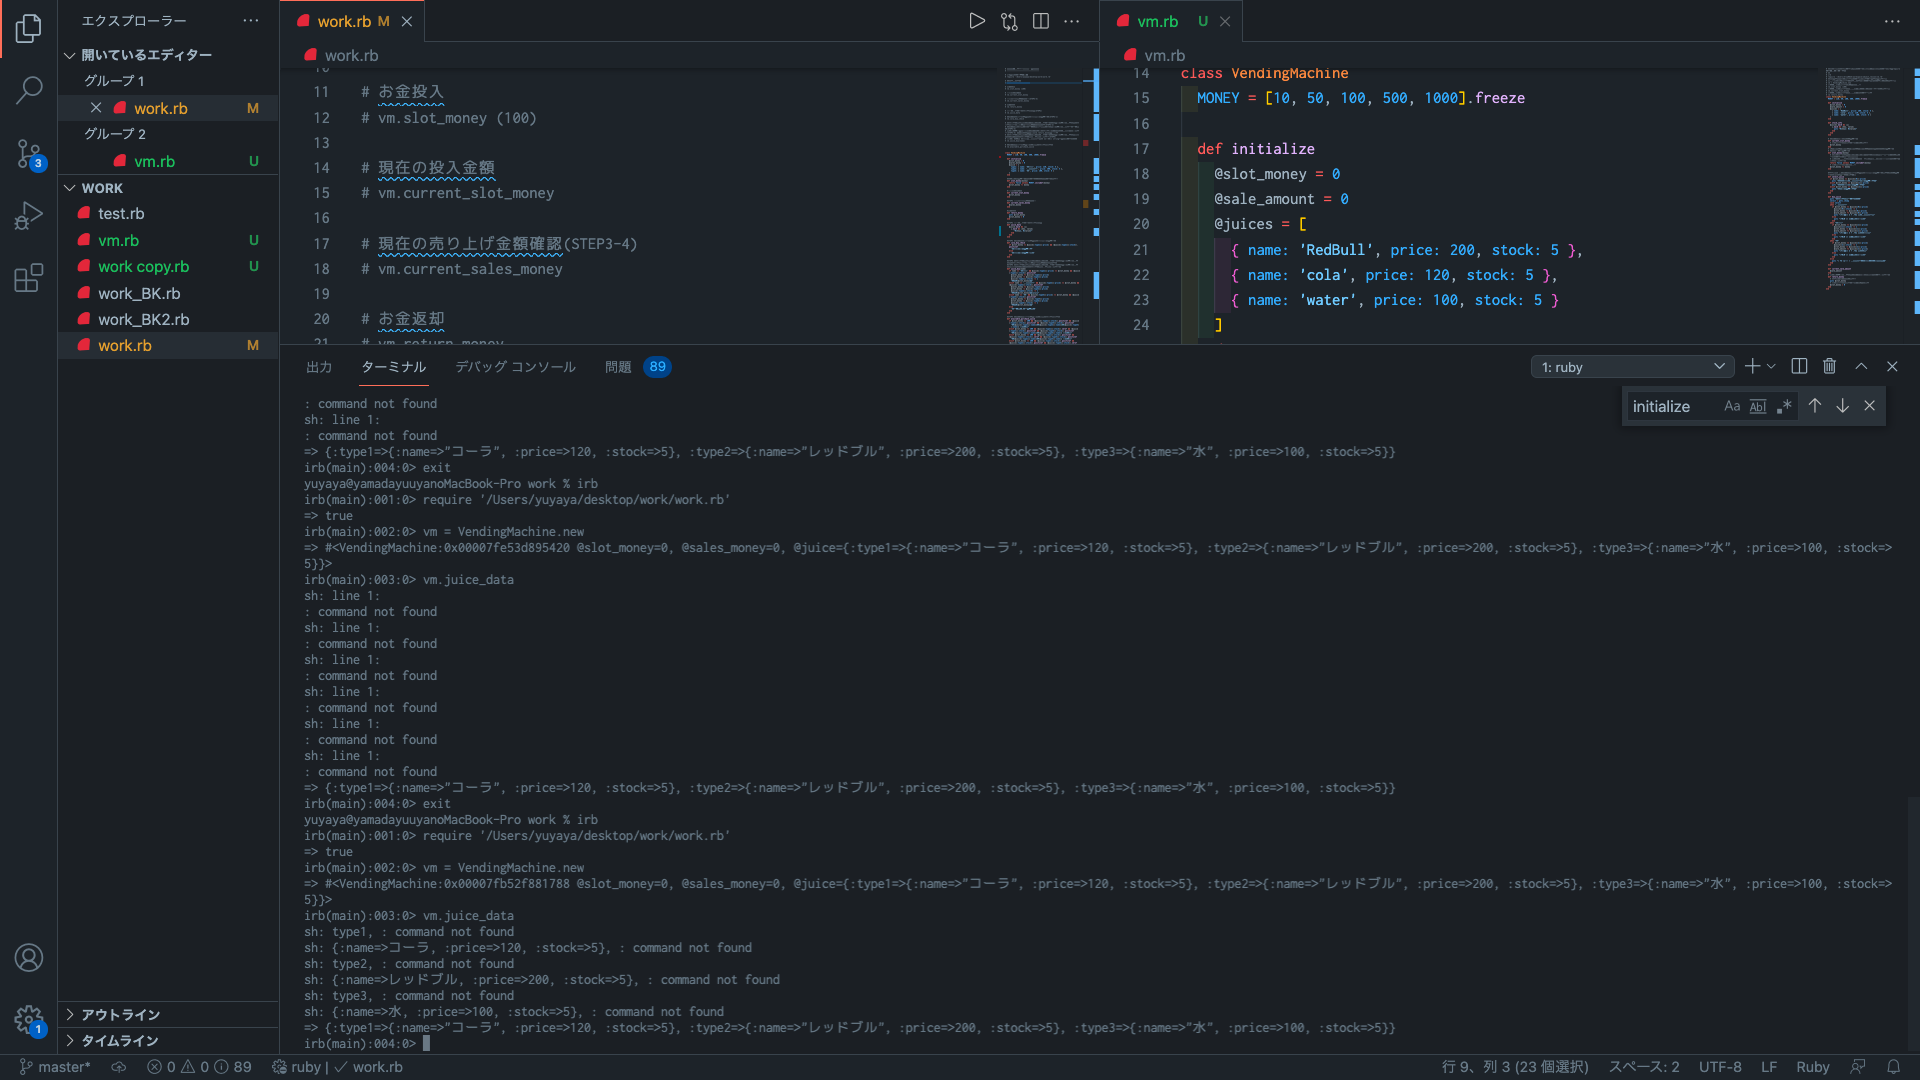 エクスプローラー
開いているエディター
グループ 1
work.rb M
グループ 2
vm.rb U
WORK
test.rb
vm.rb U
work copy.rb U
work_BK.rb
work_BK2.rb
work.rb M
アウトライン
タイムライン
3
1
work.rb M
work.rb
11 # お金投入
12 # vm.slot_money (100)
13
14 # 現在の投入金額
15 # vm.current_slot_money
16
17 # 現在の売り上げ金額確認(STEP3-4)
18 # vm.current_sales_money
19
20 # お金返却
21 # vm.return_money
vm.rb U
vm.rb
14 class VendingMachine
15 MONEY = [10, 50, 100, 500, 1000].freeze
16
17 def initialize
18 @slot_money = 0
19 @sale_amount = 0
20 @juices = [
21 { name: 'RedBull', price: 200, stock: 5 },
22 { name: 'cola', price: 120, stock: 5 },
23 { name: 'water', price: 100, stock: 5 }
24 ]
出力 ターミナル デバッグ コンソール 問題 89
1: ruby
initialize Aa Abl .*
: command not found
sh: line 1:
: command not found
=> {:type1=>{:name=>"コーラ", :price=>120, :stock=>5}, :type2=>{:name=>"レッドブル", :price=>200, :stock=>5}, :type3=>{:name=>"水", :price=>100, :stock=>5}}
irb(main):004:0> exit
yuyaya@yamadayuuyanoMacBook-Pro work % irb
irb(main):001:0> require '/Users/yuyaya/desktop/work/work.rb'
=> true
irb(main):002:0> vm = VendingMachine.new
=> #<VendingMachine:0x00007fe53d895420 @slot_money=0, @sales_money=0, @juice={:type1=>{:name=>"コーラ", :price=>120, :stock=>5}, :type2=>{:name=>"レッドブル", :price=>200, :stock=>5}, :type3=>{:name=>"水", :price=>100, :stock=>
5}}>
irb(main):003:0> vm.juice_data
sh: line 1:
: command not found
sh: line 1:
: command not found
sh: line 1:
: command not found
sh: line 1:
: command not found
sh: line 1:
: command not found
sh: line 1:
: command not found
=> {:type1=>{:name=>"コーラ", :price=>120, :stock=>5}, :type2=>{:name=>"レッドブル", :price=>200, :stock=>5}, :type3=>{:name=>"水", :price=>100, :stock=>5}}
irb(main):004:0> exit
yuyaya@yamadayuuyanoMacBook-Pro work % irb
irb(main):001:0> require '/Users/yuyaya/desktop/work/work.rb'
=> true
irb(main):002:0> vm = VendingMachine.new
=> #<VendingMachine:0x00007fb52f881788 @slot_money=0, @sales_money=0, @juice={:type1=>{:name=>"コーラ", :price=>120, :stock=>5}, :type2=>{:name=>"レッドブル", :price=>200, :stock=>5}, :type3=>{:name=>"水", :price=>100, :stock=>
5}}>
irb(main):003:0> vm.juice_data
sh: type1, : command not found
sh: {:name=>コーラ, :price=>120, :stock=>5}, : command not found
sh: type2, : command not found
sh: {:name=>レッドブル, :price=>200, :stock=>5}, : command not found
sh: type3, : command not found
sh: {:name=>水, :price=>100, :stock=>5}, : command not found
=> {:type1=>{:name=>"コーラ", :price=>120, :stock=>5}, :type2=>{:name=>"レッドブル", :price=>200, :stock=>5}, :type3=>{:name=>"水", :price=>100, :stock=>5}}
irb(main):004:0>
master* 0 0 89 ruby | work.rb 行 9、列 3 (23 個選択) スペース: 2 UTF-8 LF Ruby